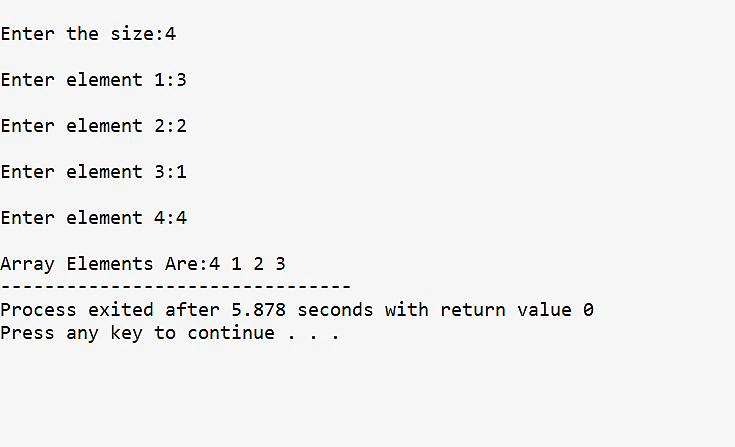 Enter the size:4
Enter element 1:3
Enter element 2:2
Enter element 3:1
Enter element 4:4
Array Elements Are:4 1 2 3
--------------------------------
Process exited after 5.878 seconds with return value 0
Press any key to continue . . .